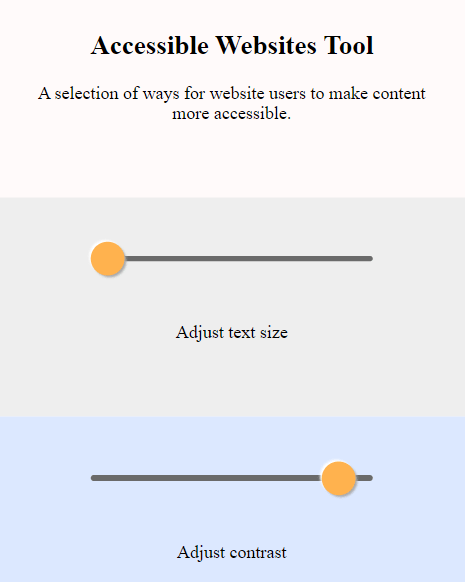 Accessible Websites Tool
A selection of ways for website users to make content
more accessible.
Adjust text size
Adjust contrast